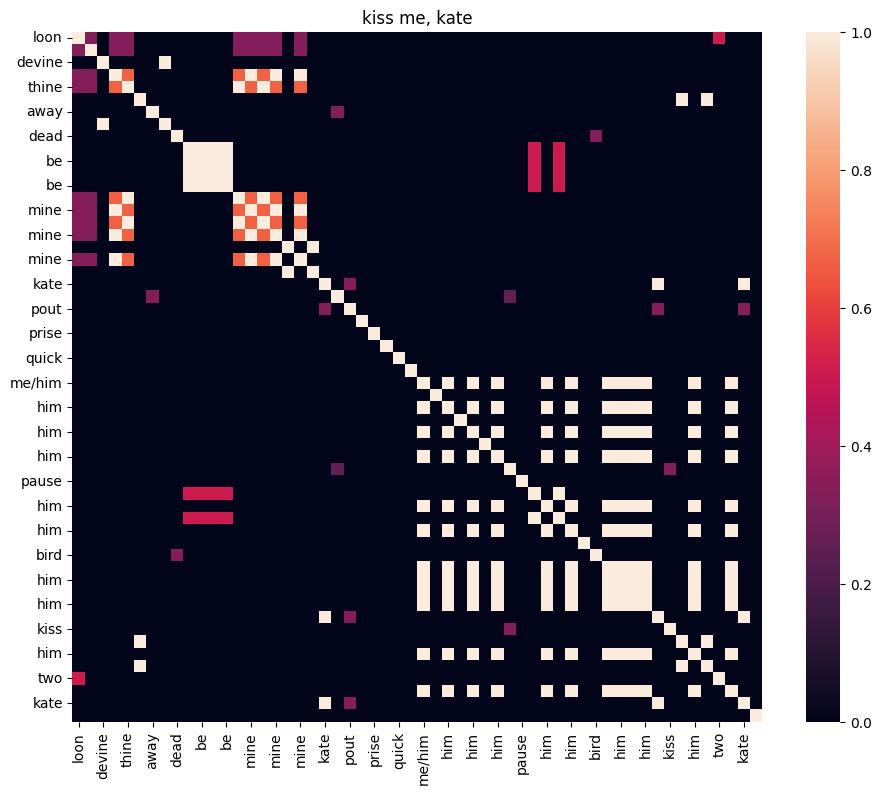 kiss me, kate
loon
devine
thine
away
dead
be
be
mine
mine
mine
kate
pout
prise
quick
me/him
him
him
him
pause
him
him
bird
him
him
kiss
him
two
kate
1.0
0.8
0.6
0.4
0.2
0.0
loon
devine
thine
away
dead
be
be
mine
mine
mine
kate
pout
prise
quick
me/him
him
him
him
pause
him
him
bird
him
him
kiss
him
two
kate